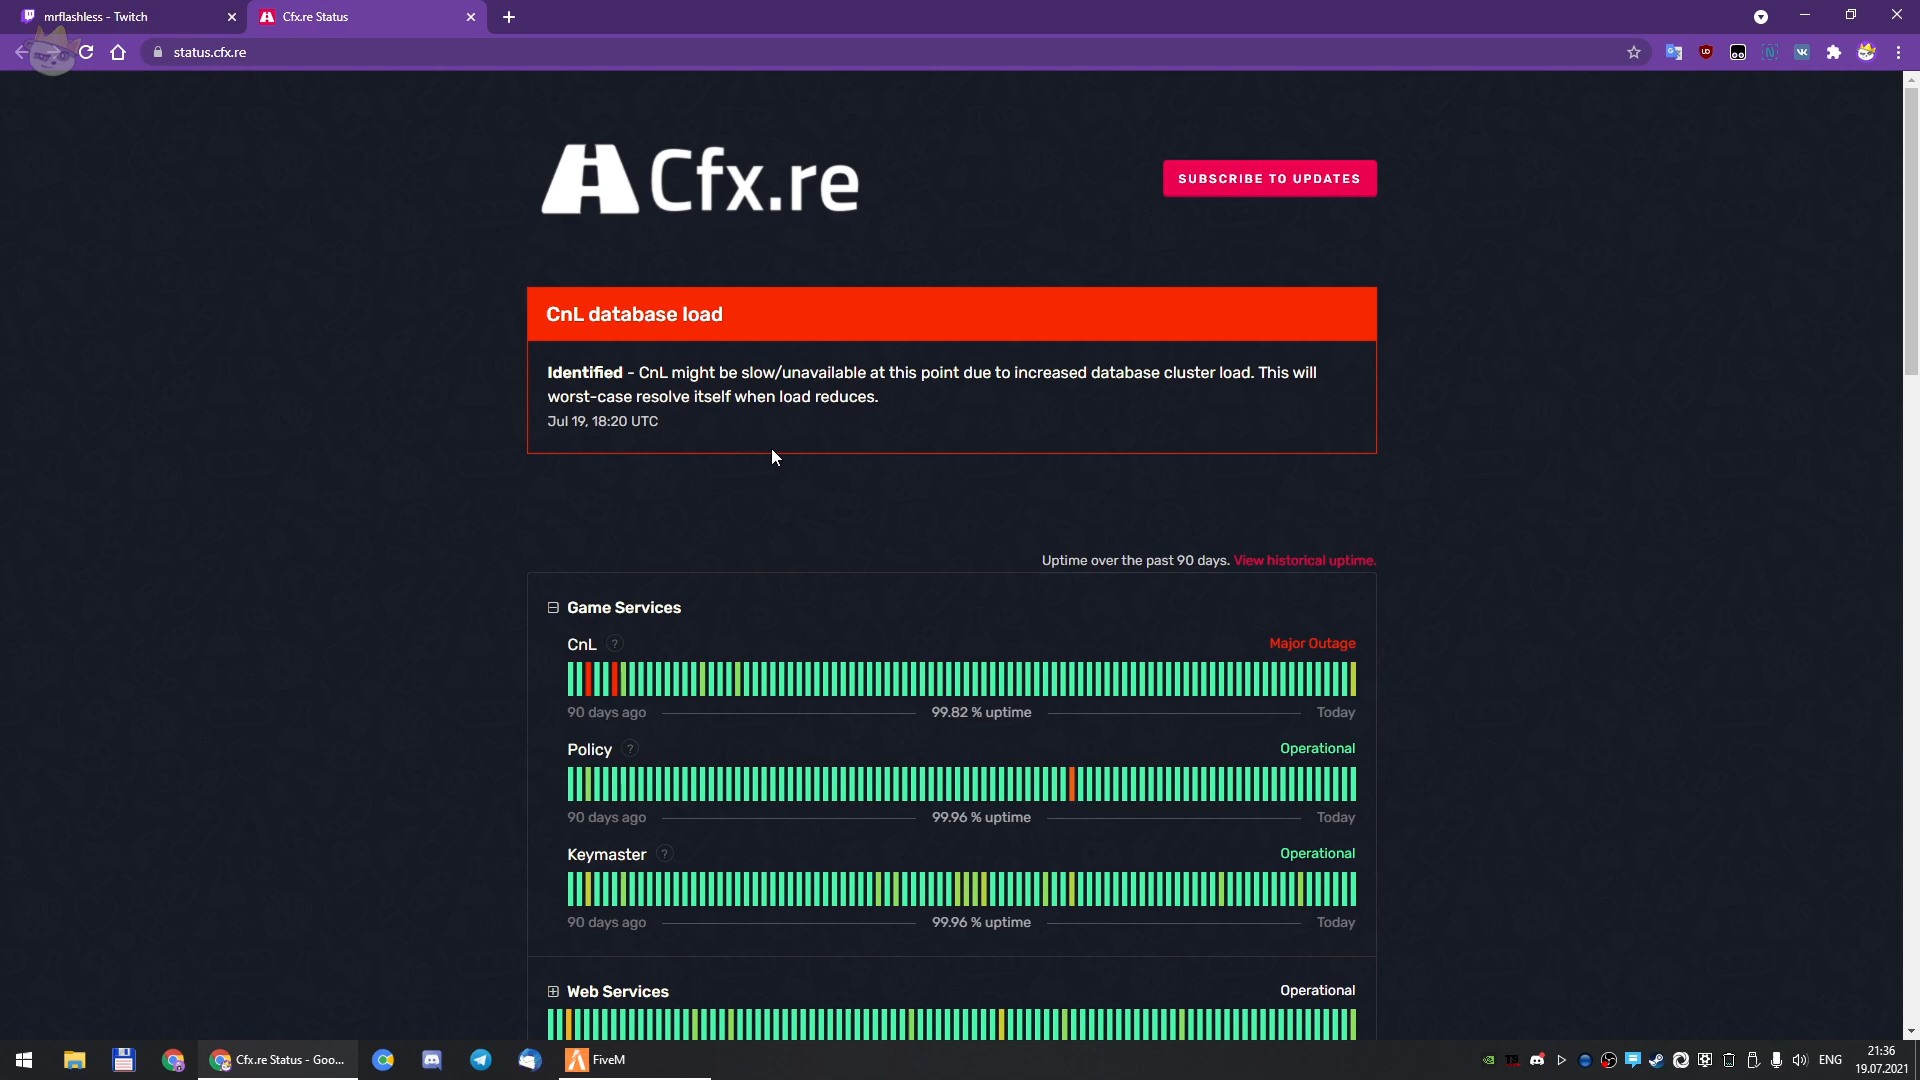 mrflashless - Twitch
Cfx.re Status
status.cfx.re
Cfx.re
SUBSCRIBE TO UPDATES
CnL database load
Identified - CnL might be slow/unavailable at this point due to increased database cluster load. This will
worst-case resolve itself when load reduces.
Jul 19, 18:20 UTC
Uptime over the past 90 days. View historical uptime.
Game Services
CnL ?
Major Outage
90 days ago
99.82 % uptime
Today
Policy ?
Operational
90 days ago
99.96 % uptime
Today
Keymaster ?
Operational
90 days ago
99.96 % uptime
Today
Web Services
Operational
Cfx.re Status - Goo...
FiveM
ENG
21:36
19.07.2021